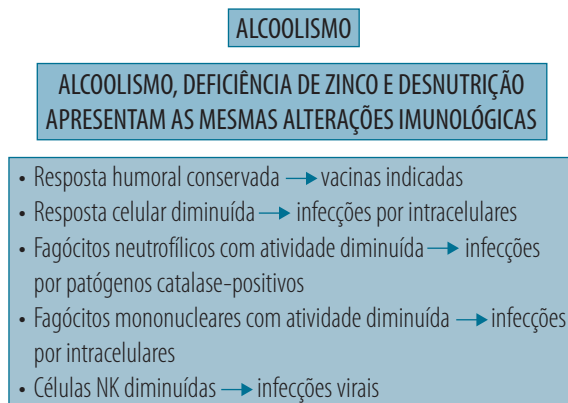 ALCOOLISMO
ALCOOLISMO, DEFICIÊNCIA DE ZINCO E DESNUTRIÇÃO
APRESENTAM AS MESMAS ALTERAÇÕES IMUNOLÓGICAS
• Resposta humoral conservada → vacinas indicadas
• Resposta celular diminuída → infecções por intracelulares
• Fagócitos neutrofílicos com atividade diminuída → infecções
por patógenos catalase-positivos
• Fagócitos mononucleares com atividade diminuída → infecções
por intracelulares
• Células NK diminuídas → infecções virais